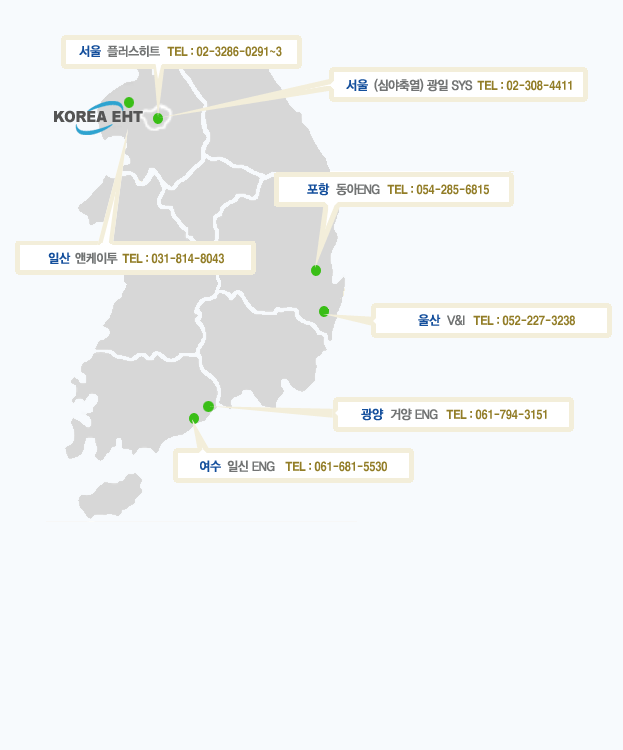 서울 플러스히트 TEL : 02-3286-0291~3
서울 (심야축열) 광일 SYS TEL : 02-308-4411
KOREA EHT
포항 동아ENG TEL : 054-285-6815
일산 앤케이투 TEL : 031-814-8043
울산 V&I TEL : 052-227-3238
광양 거양 ENG TEL : 061-794-3151
여수 일신 ENG TEL : 061-681-5530